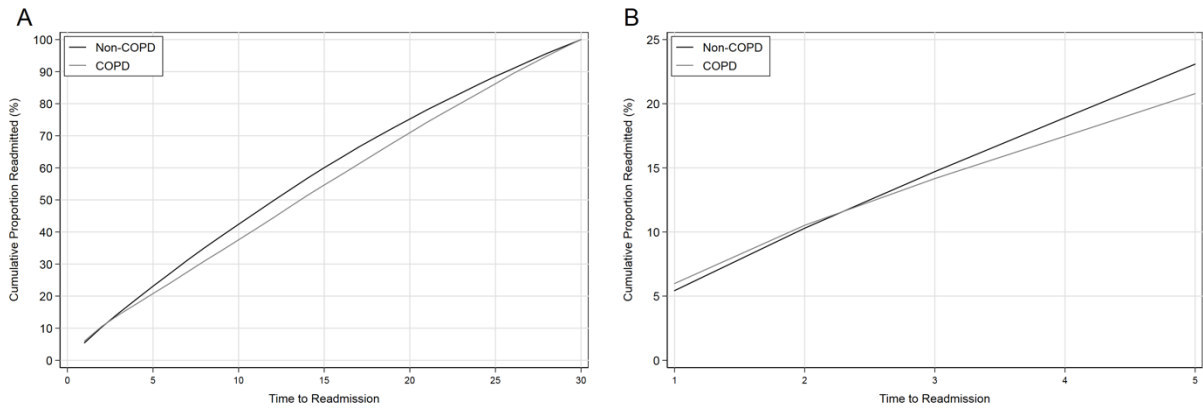 A
Non-COPD
COPD
Cumulative Proportion Readmitted (%)
100
90
80
70
60
50
40
30
20
10
0
0 5 10 15 20 25 30
Time to Readmission
B
Non-COPD
COPD
Cumulative Proportion Readmitted (%)
25
20
15
10
5
0
1 2 3 4 5
Time to Readmission